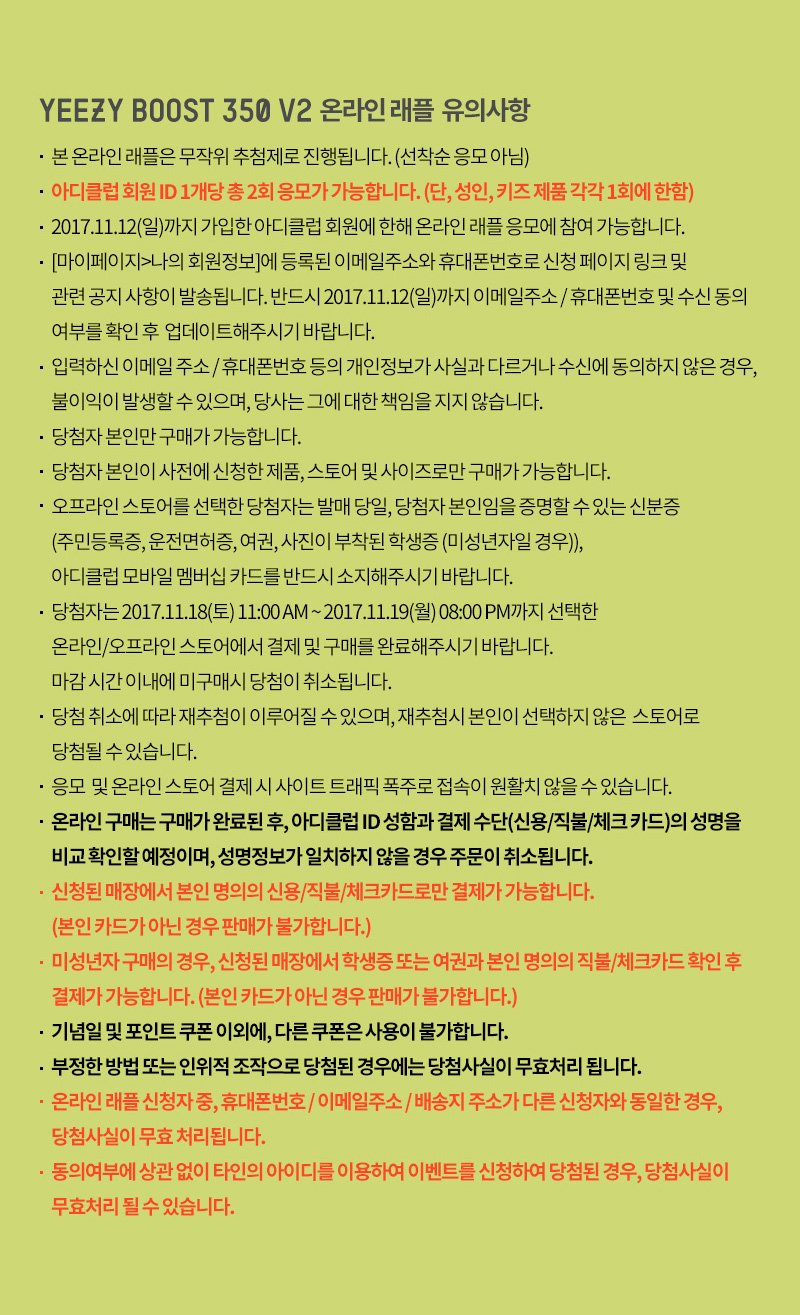 YEEZY BOOST 350 V2 온라인 래플 유의사항
· 본 온라인 래플은 무작위 추첨제로 진행됩니다. (선착순 응모 아님)
· 아디클럽 회원 ID 1개당 총 2회 응모가 가능합니다. (단, 성인, 키즈 제품 각각 1회에 한함)
· 2017.11.12(일)까지 가입한 아디클럽 회원에 한해 온라인 래플 응모에 참여 가능합니다.
· [마이페이지>나의 회원정보]에 등록된 이메일주소와 휴대폰번호로 신청 페이지 링크 및
관련 공지 사항이 발송됩니다. 반드시 2017.11.12(일)까지 이메일주소 / 휴대폰번호 및 수신 동의
여부를 확인 후 업데이트해주시기 바랍니다.
· 입력하신 이메일 주소 / 휴대폰번호 등의 개인정보가 사실과 다르거나 수신에 동의하지 않은 경우,
불이익이 발생할 수 있으며, 당사는 그에 대한 책임을 지지 않습니다.
· 당첨자 본인만 구매가 가능합니다.
· 당첨자 본인이 사전에 신청한 제품, 스토어 및 사이즈로만 구매가 가능합니다.
· 오프라인 스토어를 선택한 당첨자는 발매 당일, 당첨자 본인임을 증명할 수 있는 신분증
(주민등록증, 운전면허증, 여권, 사진이 부착된 학생증 (미성년자일 경우)),
아디클럽 모바일 멤버십 카드를 반드시 소지해주시기 바랍니다.
· 당첨자는 2017.11.18(토) 11:00 AM ~ 2017.11.19(월) 08:00 PM까지 선택한
온라인/오프라인 스토어에서 결제 및 구매를 완료해주시기 바랍니다.
마감 시간 이내에 미구매시 당첨이 취소됩니다.
· 당첨 취소에 따라 재추첨이 이루어질 수 있으며, 재추첨시 본인이 선택하지 않은 스토어로
당첨될 수 있습니다.
· 응모 및 온라인 스토어 결제 시 사이트 트래픽 폭주로 접속이 원활치 않을 수 있습니다.
· 온라인 구매는 구매가 완료된 후, 아디클럽 ID 성함과 결제 수단(신용/직불/체크 카드)의 성명을
비교 확인할 예정이며, 성명정보가 일치하지 않을 경우 주문이 취소됩니다.
· 신청된 매장에서 본인 명의의 신용/직불/체크카드로만 결제가 가능합니다.
(본인 카드가 아닌 경우 판매가 불가합니다.)
· 미성년자 구매의 경우, 신청된 매장에서 학생증 또는 여권과 본인 명의의 직불/체크카드 확인 후
결제가 가능합니다. (본인 카드가 아닌 경우 판매가 불가합니다.)
· 기념일 및 포인트 쿠폰 이외에, 다른 쿠폰은 사용이 불가합니다.
· 부정한 방법 또는 인위적 조작으로 당첨된 경우에는 당첨사실이 무효처리 됩니다.
· 온라인 래플 신청자 중, 휴대폰번호 / 이메일주소 / 배송지 주소가 다른 신청자와 동일한 경우,
당첨사실이 무효 처리됩니다.
· 동의여부에 상관 없이 타인의 아이디를 이용하여 이벤트를 신청하여 당첨된 경우, 당첨사실이
무효처리 될 수 있습니다.